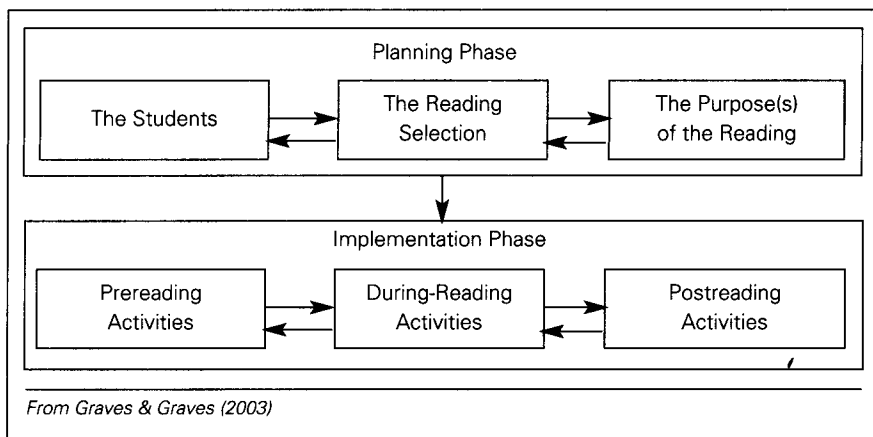 Planning Phase
The Students
The Reading
Selection
The Purpose(s)
of the Reading
Implementation Phase
Prereading
Activities
During-Reading
Activities
Postreading
Activities
From Graves & Graves (2003)